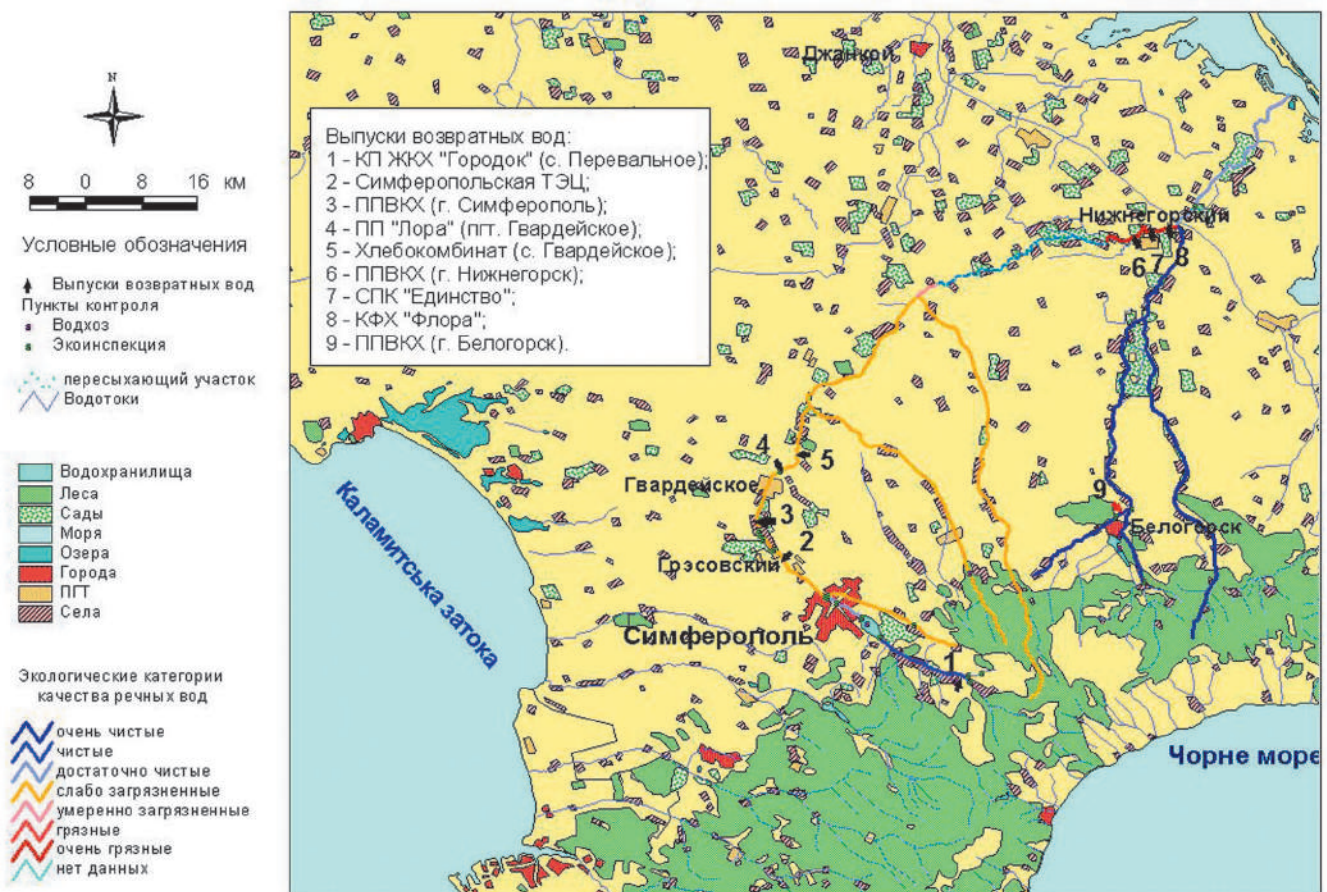 N
8 0 8 16 км
Условные обозначения
Выпуски возвратных вод
Пункты контроля
Водхоз
Экоинспекция
пересыхающий участок
Водотоки
Водохранилища
Леса
Сады
Моря
Озера
Города
ПГТ
Села
Экологические категории
качества речных вод
очень чистые
чистые
достаточно чистые
слабо загрязненные
умеренно загрязненные
грязные
очень грязные
нет данных
Выпуски возвратных вод:
1 - КП ЖКХ "Городок" (с. Перевальное);
2 - Симферопольская ТЭЦ;
3 - ППВКХ (г. Симферополь);
4 - ПП "Лора" (пгт. Гвардейское);
5 - Хлебокомбинат (с. Гвардейское);
6 - ППВКХ (г. Нижнегорск);
7 - СПК "Единство";
8 - КФХ "Флора";
9 - ППВКХ (г. Белогорск).
Джанкой
Нижнегорский
6 7 8
4
5
Гвардейское
3
2
Грэсовский
9
Белогорск
Симферополь
1
Каламитська затока
Чорне море